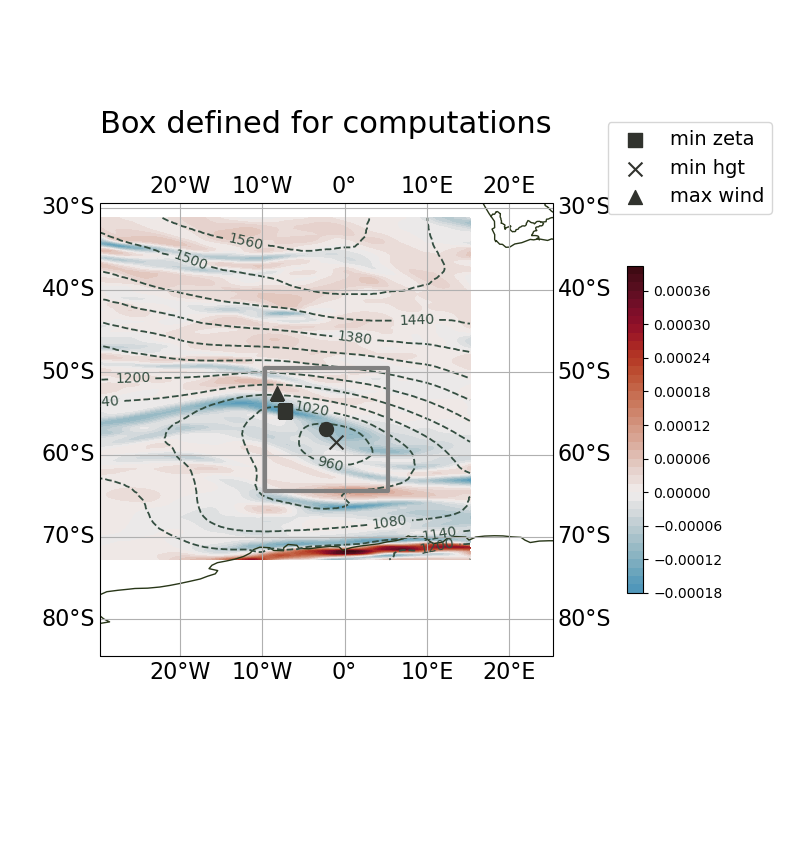 Box defined for computations
min zeta
min hgt
max wind
20°W 10°W 0° 10°E 20°E
30°S 30°S
40°S 40°S
50°S 50°S
60°S 60°S
70°S 70°S
80°S 80°S
20°W 10°W 0° 10°E 20°E
1560
1500
1440
1380
1200
40
1020
960
1080
1140
0.00036
0.00030
0.00024
0.00018
0.00012
0.00006
0.00000
−0.00006
−0.00012
−0.00018